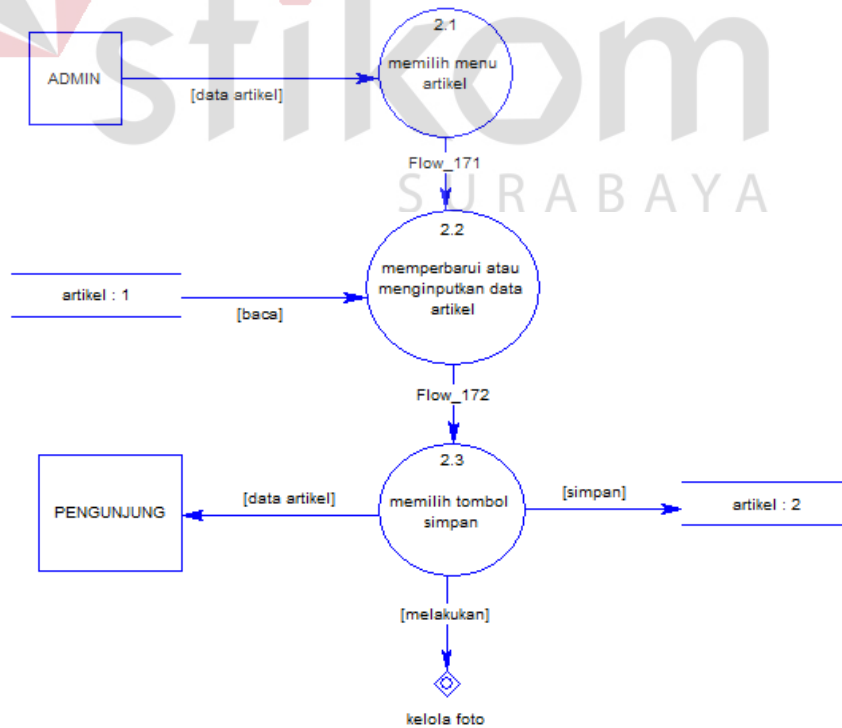 stikom
SURABAYA
2.1
memilih menu
artikel
ADMIN
[data artikel]
Flow_171
2.2
memperbarui atau
menginputkan data
artikel
artikel : 1
[baca]
Flow_172
2.3
memilih tombol
simpan
PENGUNJUNG
[data artikel]
[simpan]
artikel : 2
[melakukan]
kelola foto